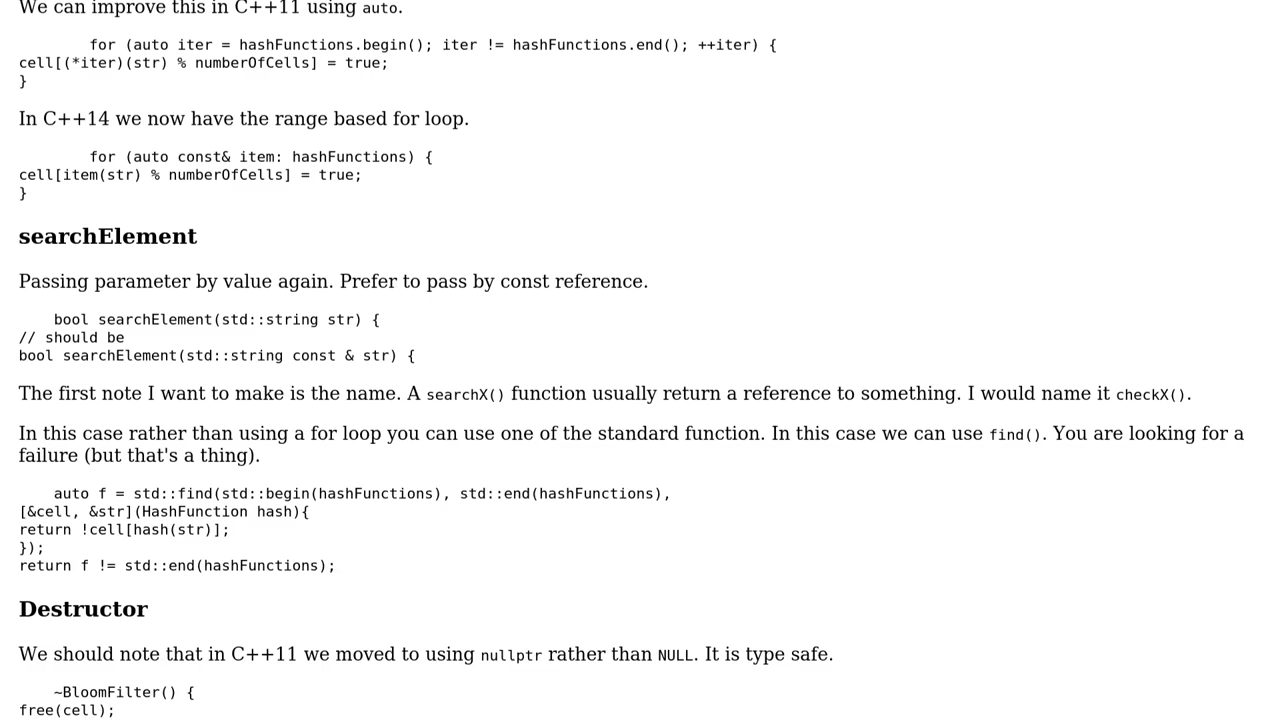 We can improve this in C++11 using auto.
for (auto iter = hashFunctions.begin(); iter != hashFunctions.end(); ++iter) {
cell[(*iter)(str) % numberOfCells] = true;
}
In C++14 we now have the range based for loop.
for (auto const& item: hashFunctions) {
cell[item(str) % numberOfCells] = true;
}
searchElement
Passing parameter by value again. Prefer to pass by const reference.
bool searchElement(std::string str) {
// should be
bool searchElement(std::string const & str) {
The first note I want to make is the name. A searchX() function usually return a reference to something. I would name it checkX().
In this case rather than using a for loop you can use one of the standard function. In this case we can use find(). You are looking for a
failure (but that's a thing).
auto f = std::find(std::begin(hashFunctions), std::end(hashFunctions),
[&cell, &str](HashFunction hash){
return !cell[hash(str)];
});
return f != std::end(hashFunctions);
Destructor
We should note that in C++11 we moved to using nullptr rather than NULL. It is type safe.
~BloomFilter() {
free(cell);